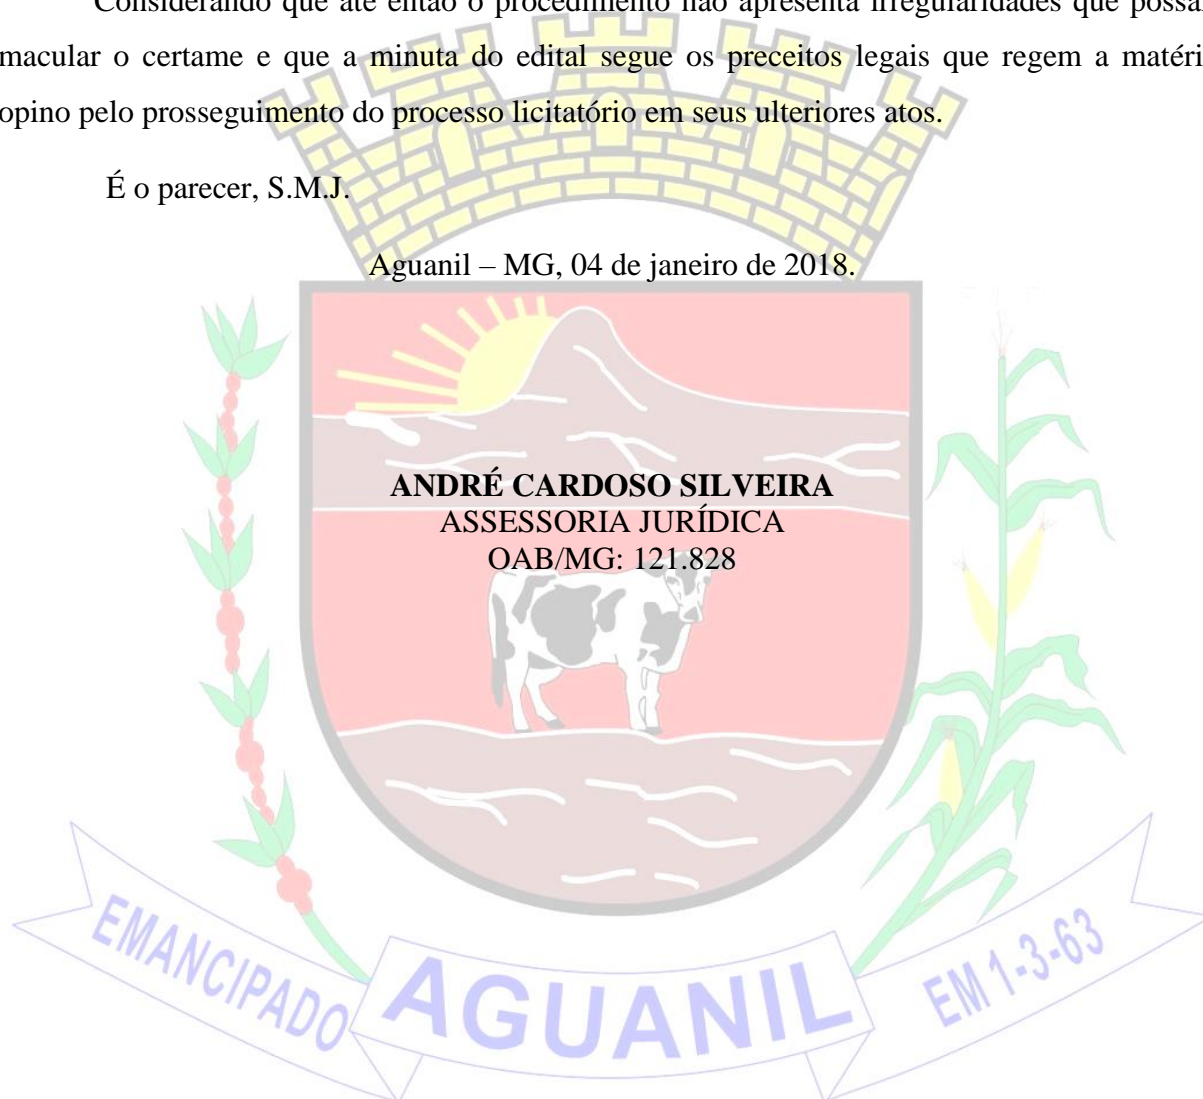 Considerando que até então o procedimento não apresenta irregularidades que
macular o certame e que a minuta do edital segue os preceitos legais que regem a
opino pelo prosseguimento do processo licitatório em seus ulteriores atos.
É o parecer, S.M.J.
Aguanil – MG, 04 de janeiro de 2018.
ANDRÉ CARDOSO SILVEIRA
ASSESSORIA JURÍDICA
OAB/MG: 121.828
EMANCIPADO AGUANIL EM 1-3-63